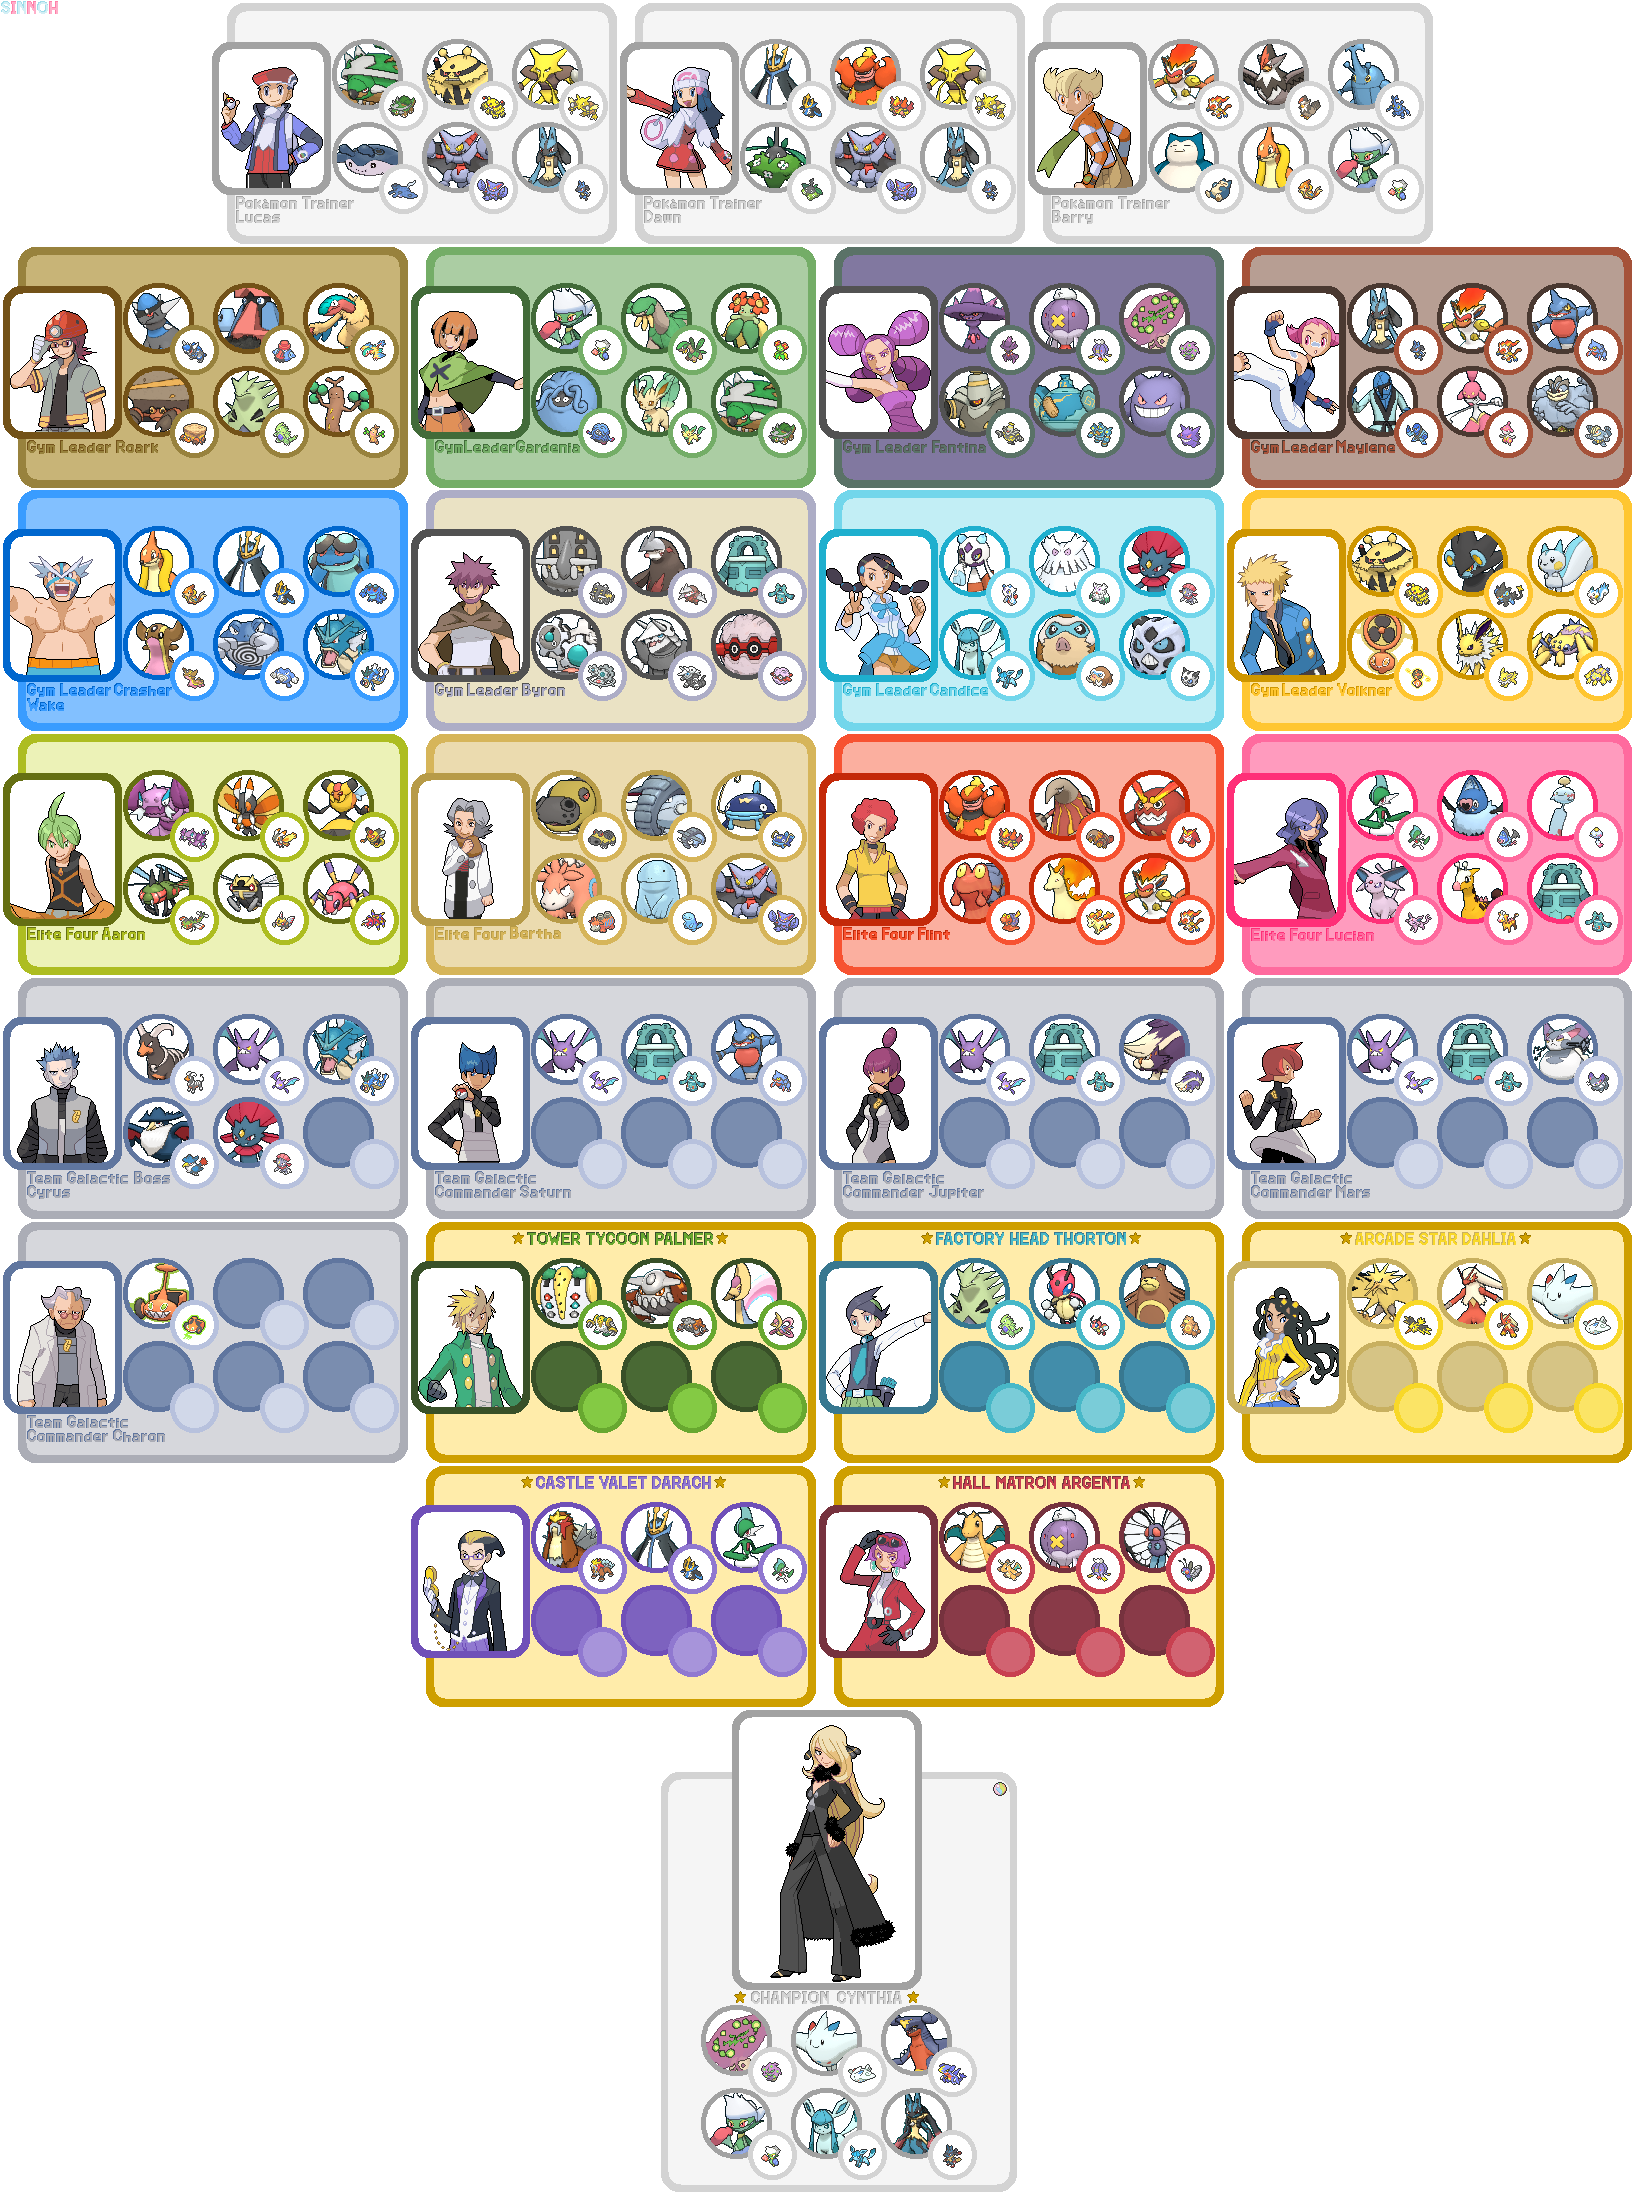 SINNOH
Pokémon Trainer
Lucas
Pokémon Trainer
Dawn
Pokémon Trainer
Barry
Gym Leader Roark
Gym Leader Gardenia
Gym Leader Fantina
Gym Leader Maylene
Gym Leader Crasher
Wake
Gym Leader Byron
Gym Leader Candice
Gym Leader Volkner
Elite Four Aaron
Elite Four Bertha
Elite Four Flint
Elite Four Lucian
Team Galactic Boss
Cyrus
Team Galactic
Commander Saturn
Team Galactic
Commander Jupiter
Team Galactic
Commander Mars
Team Galactic
Commander Charon
★TOWER TYCOON PALMER★
★FACTORY HEAD THORTON★
★ARCADE STAR DAHLIA★
★CASTLE VALET DARACH★
★HALL MATRON ARGENTA★
★ CHAMPION CYNTHIA ★